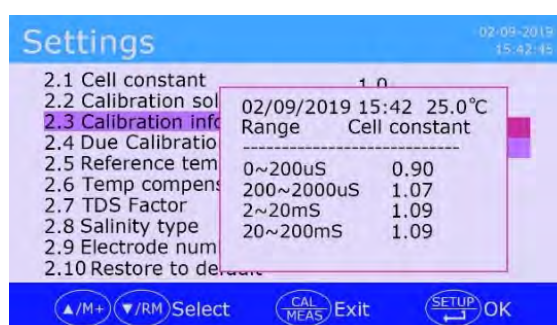 Settings
02-09-2019
15:42:45
2.1 Cell constant 1.0
2.2 Calibration sol
2.3 Calibration info
2.4 Due Calibratio
2.5 Reference tem
2.6 Temp compens
2.7 TDS Factor
2.8 Salinity type
2.9 Electrode num
2.10 Restore to default
02/09/2019 15:42 25.0℃
Range Cell constant
---------------------------
0~200uS 0.90
200~2000uS 1.07
2~20mS 1.09
20~200mS 1.09
▲/M+ ▼/RM Select
CAL
MEAS Exit
SETUP OK